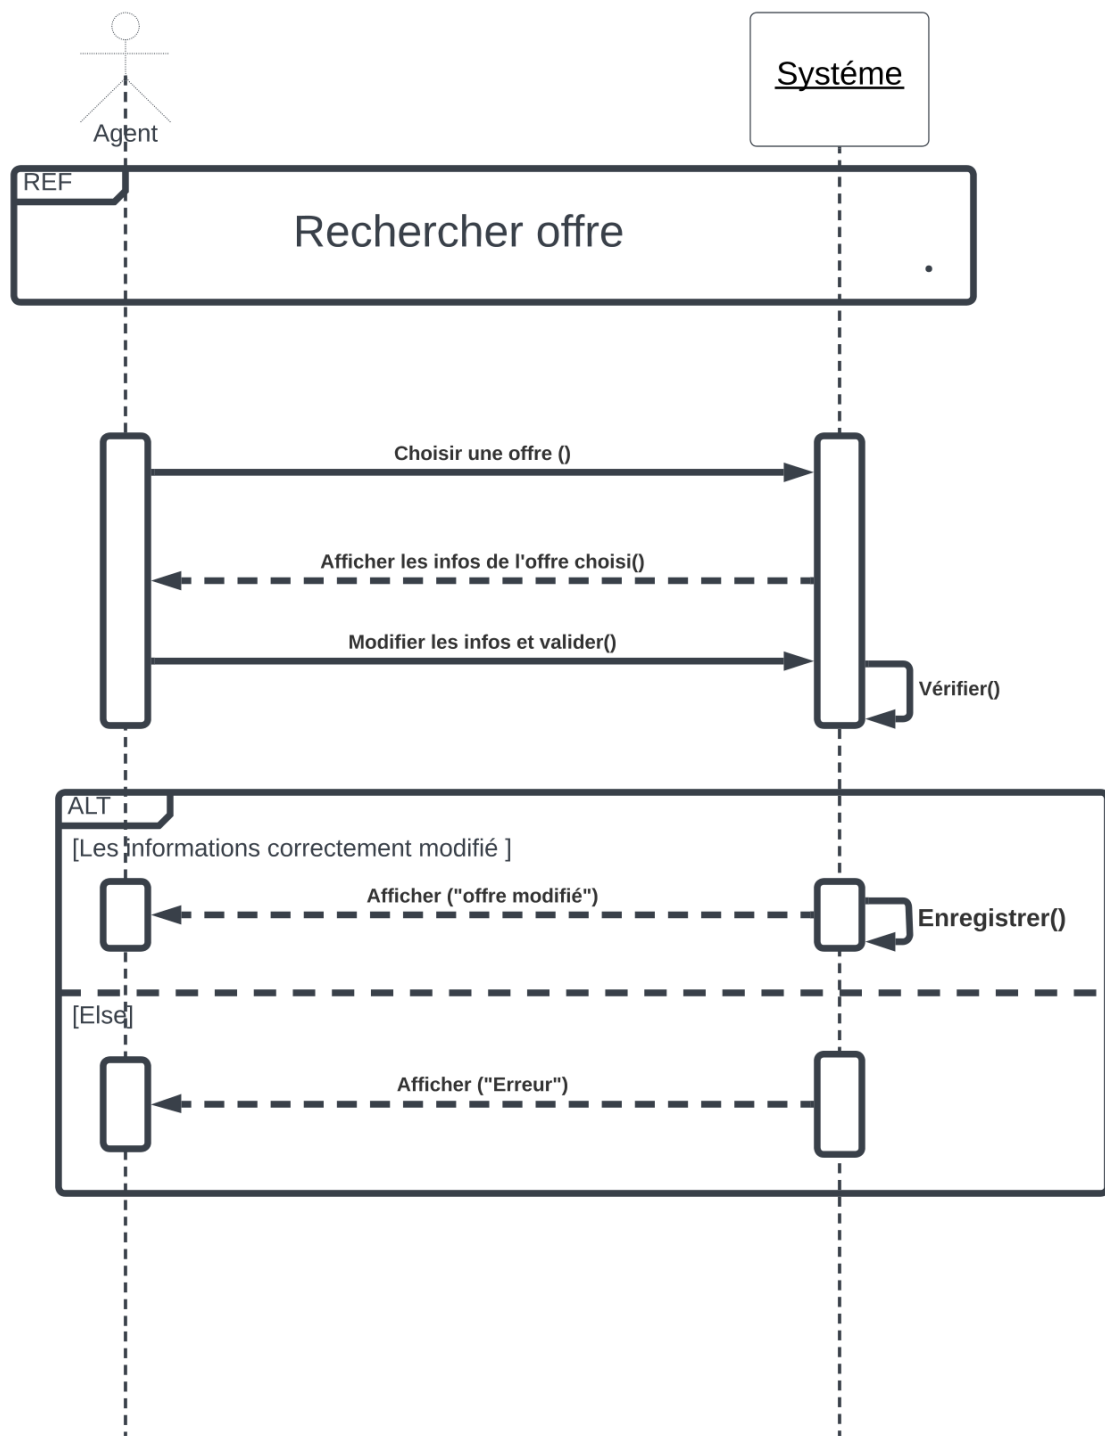 Agent
Systéme
REF
Rechercher offre
Choisir une offre ()
Afficher les infos de l'offre choisi()
Modifier les infos et valider()
Vérifier()
ALT
[Les informations correctement modifié ]
Afficher ("offre modifié")
Enregistrer()
[Else]
Afficher ("Erreur")